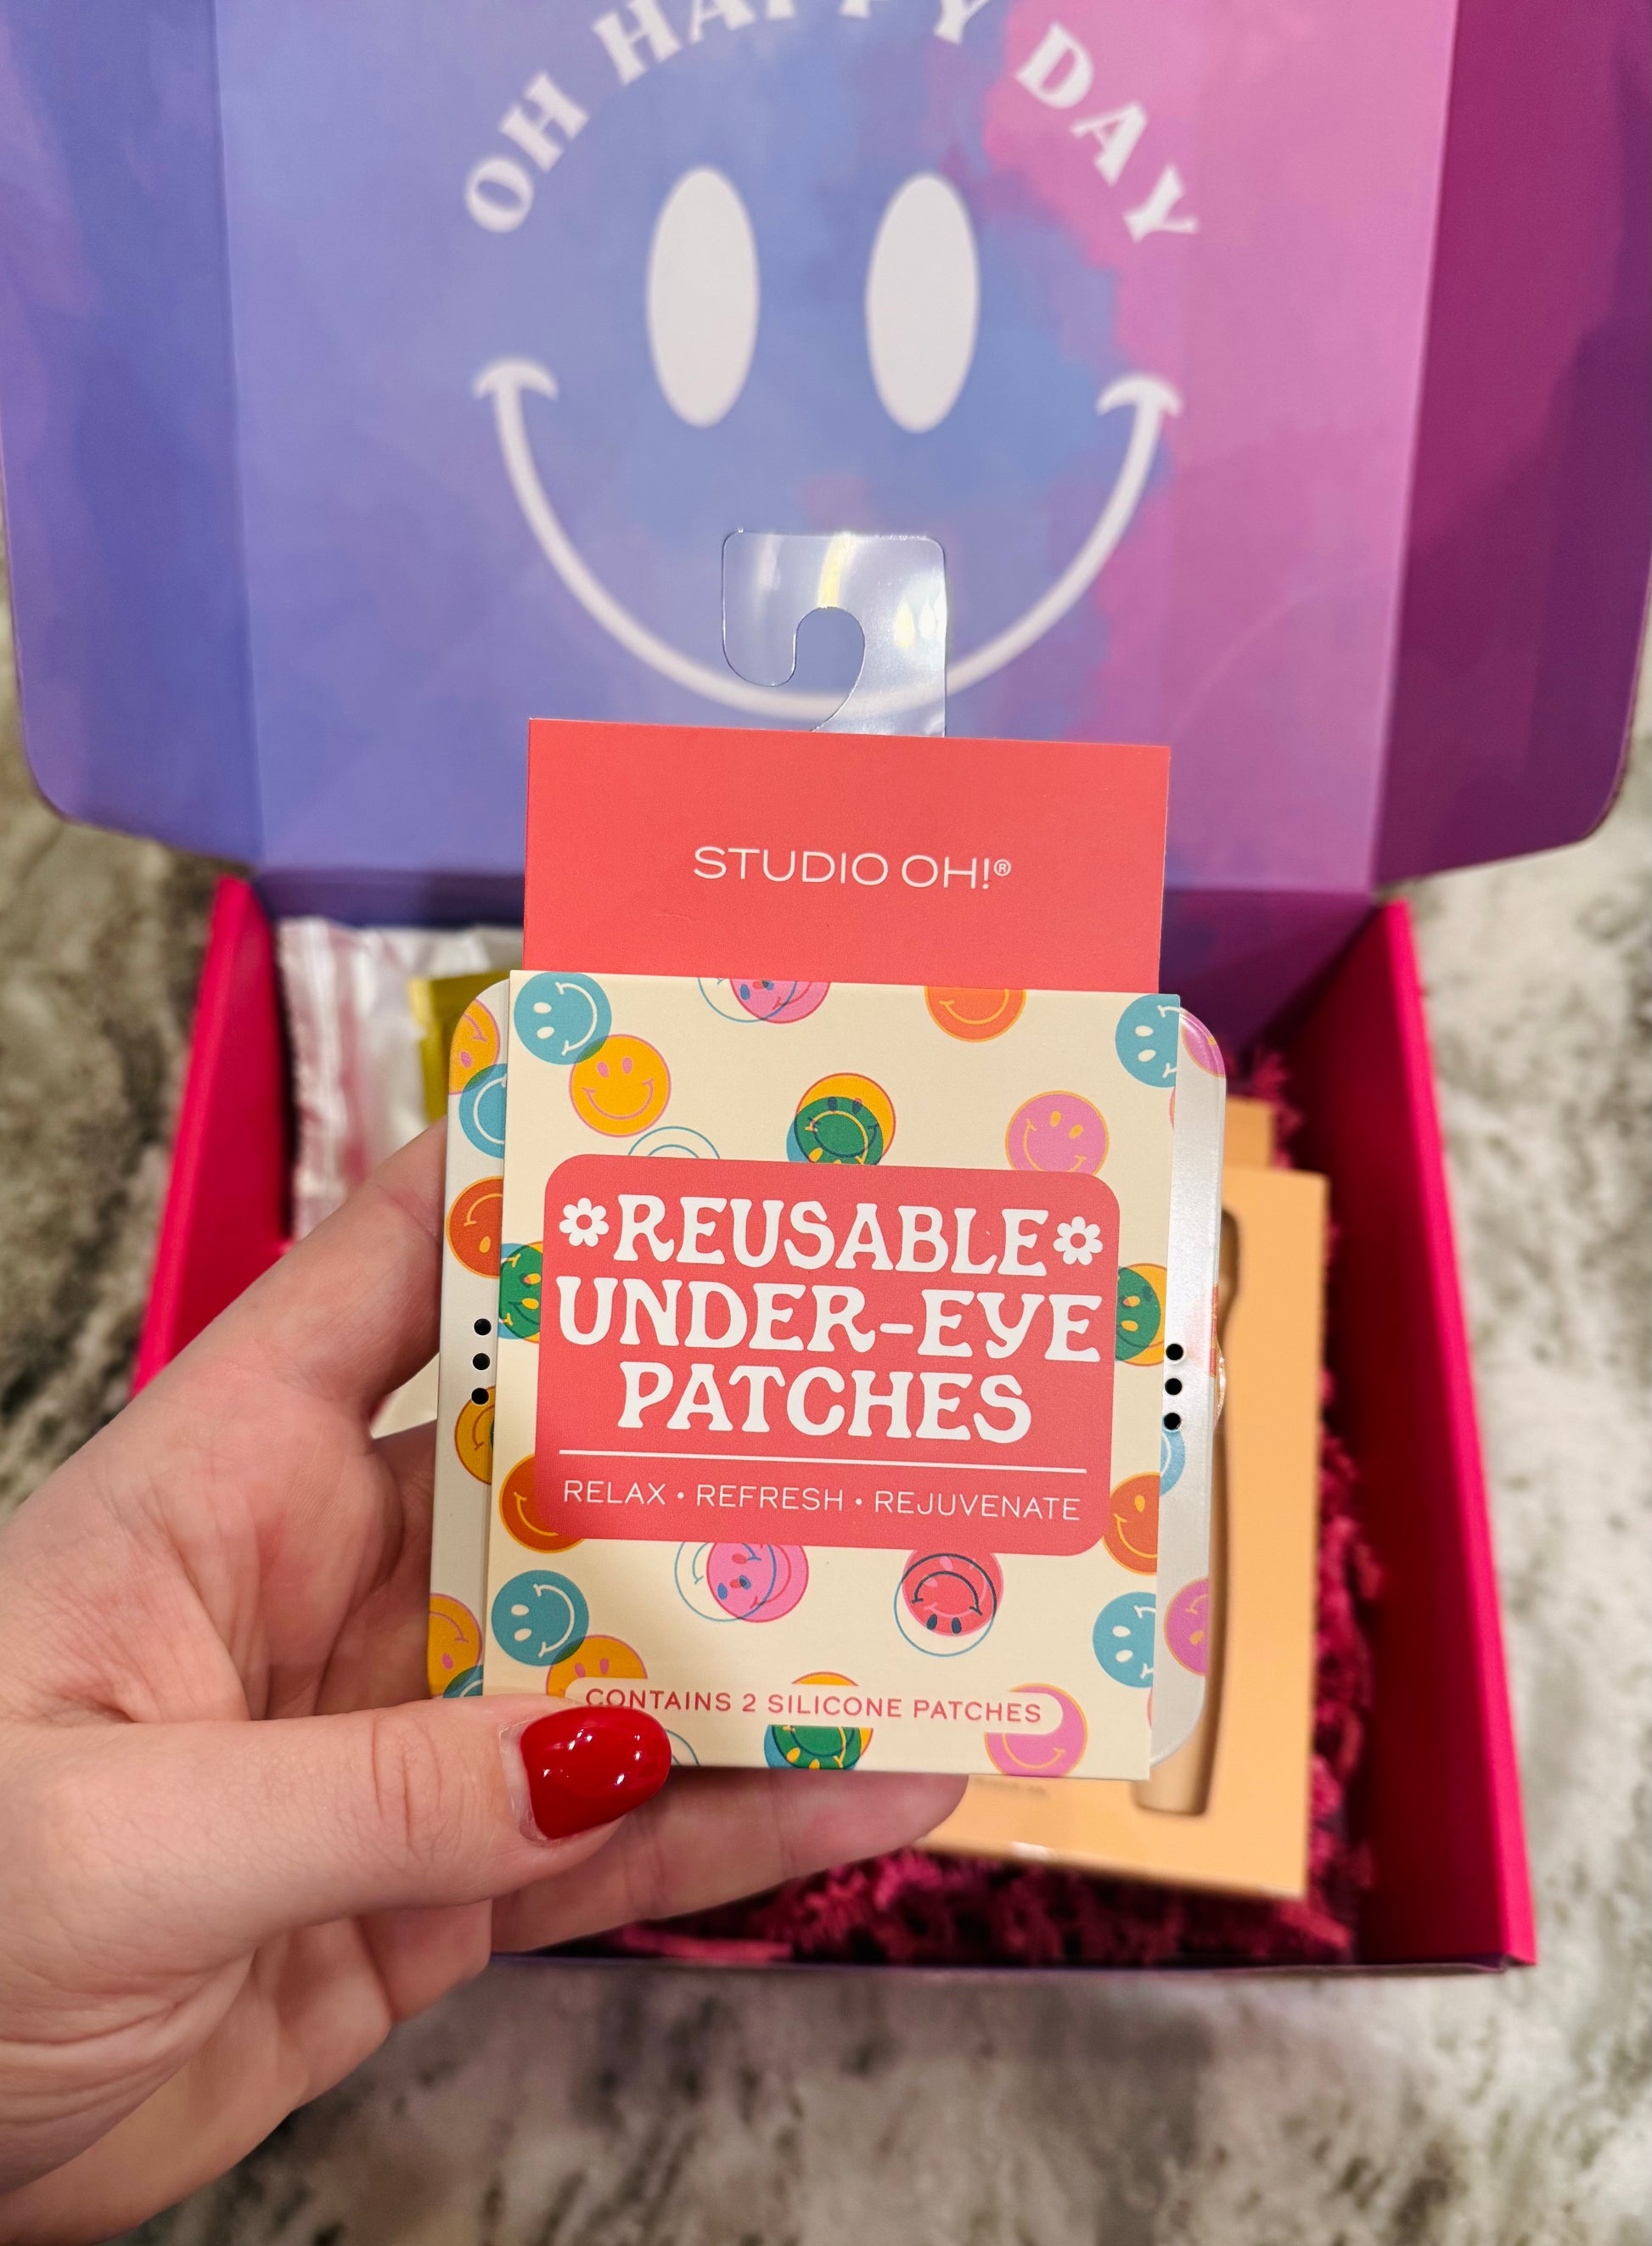 OH HAPPY DAY
STUDIO OH!®
REUSABLE
UNDER-EYE
PATCHES
RELAX • REFRESH • REJUVENATE
CONTAINS 2 SILICONE PATCHES